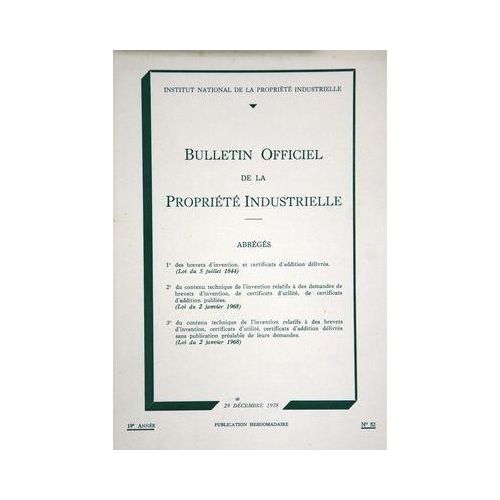 INSTITUT NATIONAL DE LA PROPRIÉTÉ INDUSTRIELLE
BULLETIN OFFICIEL
DE LA
PROPRIÉTÉ INDUSTRIELLE
ABRÉGÉS
1° des brevets d'invention, et certificats d'addition délivrés.
(Loi du 5 juillet 1844)
2° du contenu technique de l'invention relatifs à des demandes de
brevets d'invention, de certificats d'utilité, de certificats
d'addition publiées.
(Loi du 2 janvier 1968)
3° du contenu technique de l'invention relatifs à des brevets
d'invention, certificats d'utilité, certificats d'addition délivrés
sans publication préalable de leurs demandes.
(Loi du 2 janvier 1968)
29 DÉCEMBRE 1978
19e ANNÉE
PUBLICATION HEBDOMADAIRE
N° 52